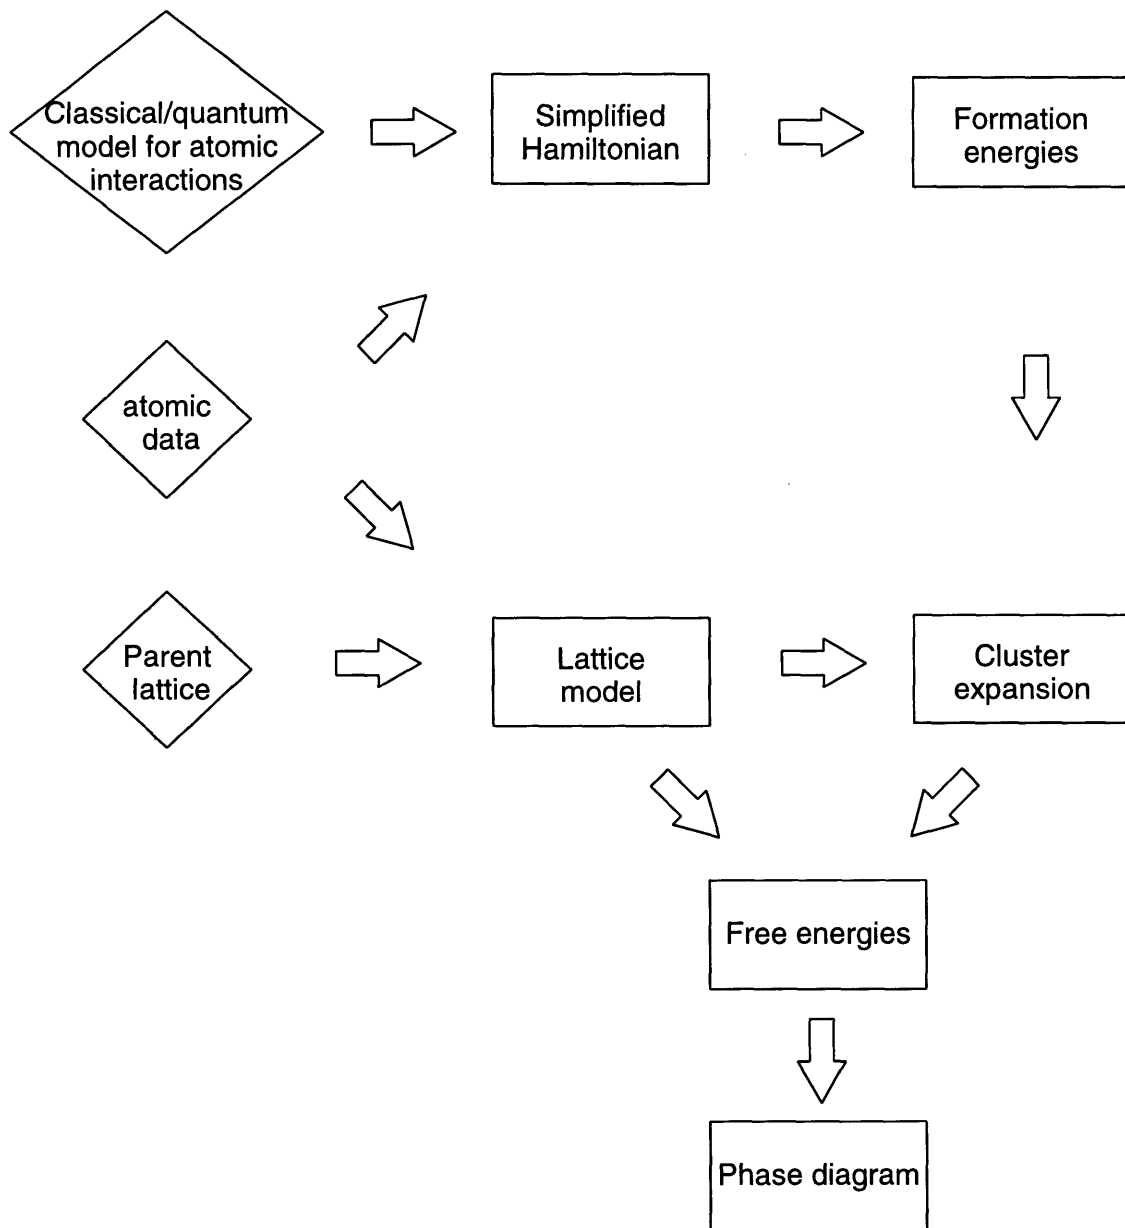 Classical/quantum
model for atomic
interactions
Simplified
Hamiltonian
Formation
energies
atomic
data
Parent
lattice
Lattice
model
Cluster
expansion
Free energies
Phase diagram